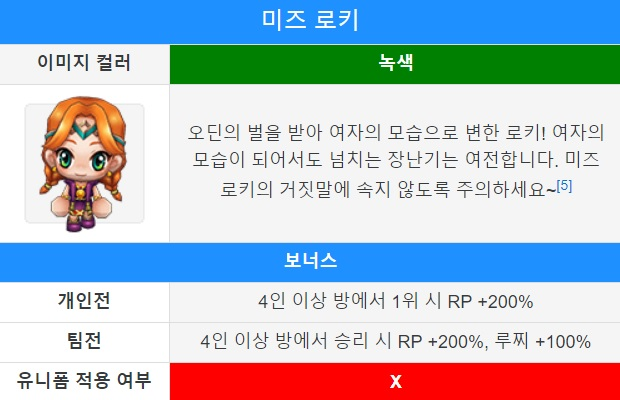 미즈 로키
이미지 컬러
녹색
오딘의 벌을 받아 여자의 모습으로 변한 로키! 여자의
모습이 되어서도 넘치는 장난기는 여전합니다. 미즈
로키의 거짓말에 속지 않도록 주의하세요~[5]
보너스
개인전
4인 이상 방에서 1위 시 RP +200%
팀전
4인 이상 방에서 승리 시 RP +200%, 루찌 +100%
유니폼 적용 여부
X